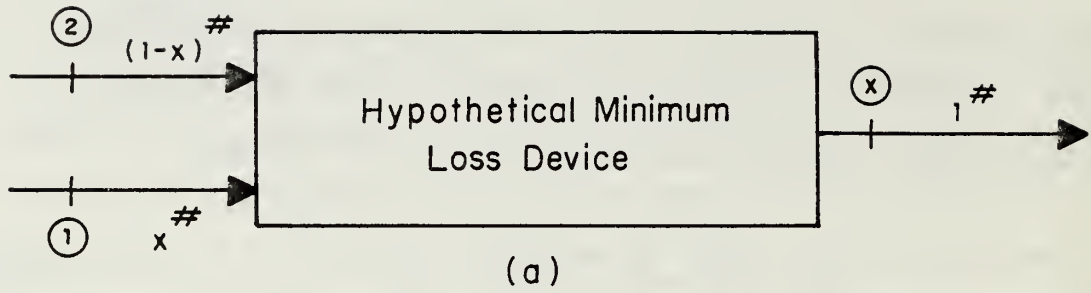 ②
(1-x)#
Hypothetical Minimum
Loss Device
ⓧ
1#
①
x#
(a)